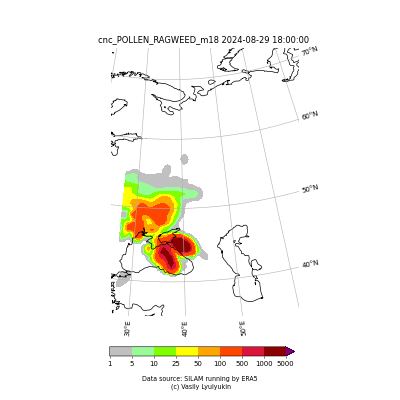 cnc_POLLEN_RAGWEED_m18 2024-08-29 18:00:00
70°N
60°N
50°N
40°N
30°E 40°E 50°E
1 5 10 25 50 100 500 1000 5000
Data source: SILAM running by ERA5
(c) Vasily Lyulyukin